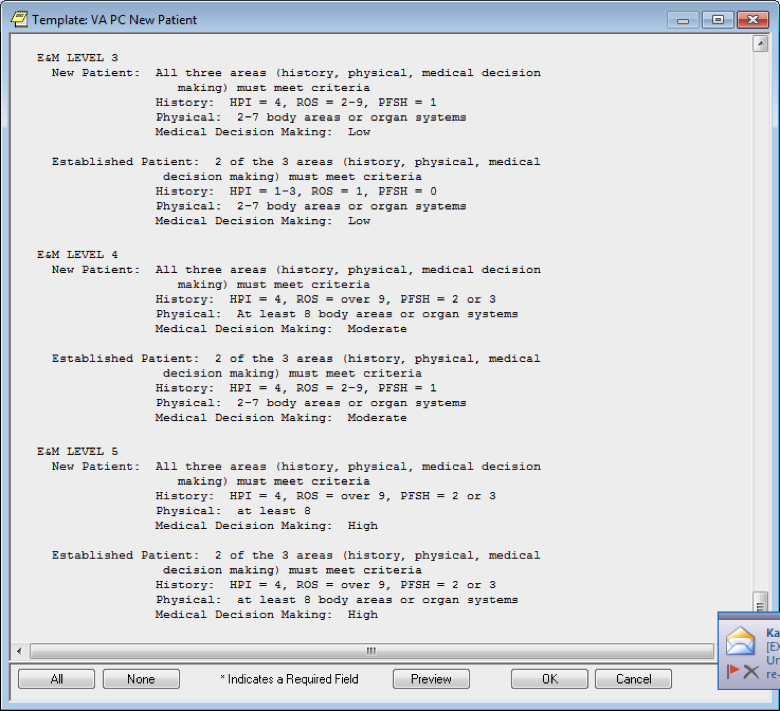 Template: VA PC New Patient
E&M LEVEL 3
New Patient: All three areas (history, physical, medical decision
making) must meet criteria
History: HPI = 4, ROS = 2-9, PFSH = 1
Physical: 2-7 body areas or organ systems
Medical Decision Making: Low
Established Patient: 2 of the 3 areas (history, physical, medical
decision making) must meet criteria
History: HPI = 1-3, ROS = 1, PFSH = 0
Physical: 2-7 body areas or organ systems
Medical Decision Making: Low
E&M LEVEL 4
New Patient: All three areas (history, physical, medical decision
making) must meet criteria
History: HPI = 4, ROS = over 9, PFSH = 2 or 3
Physical: At least 8 body areas or organ systems
Medical Decision Making: Moderate
Established Patient: 2 of the 3 areas (history, physical, medical
decision making) must meet criteria
History: HPI = 4, ROS = 2-9, PFSH = 1
Physical: 2-7 body areas or organ systems
Medical Decision Making: Moderate
E&M LEVEL 5
New Patient: All three areas (history, physical, medical decision
making) must meet criteria
History: HPI = 4, ROS = over 9, PFSH = 2 or 3
Physical: at least 8
Medical Decision Making: High
Established Patient: 2 of the 3 areas (history, physical, medical
decision making) must meet criteria
History: HPI = 4, ROS = over 9, PFSH = 2 or 3
Physical: at least 8 body areas or organ systems
Medical Decision Making: High
Ka
[EX
Un
re-
All None * Indicates a Required Field Preview OK Cancel